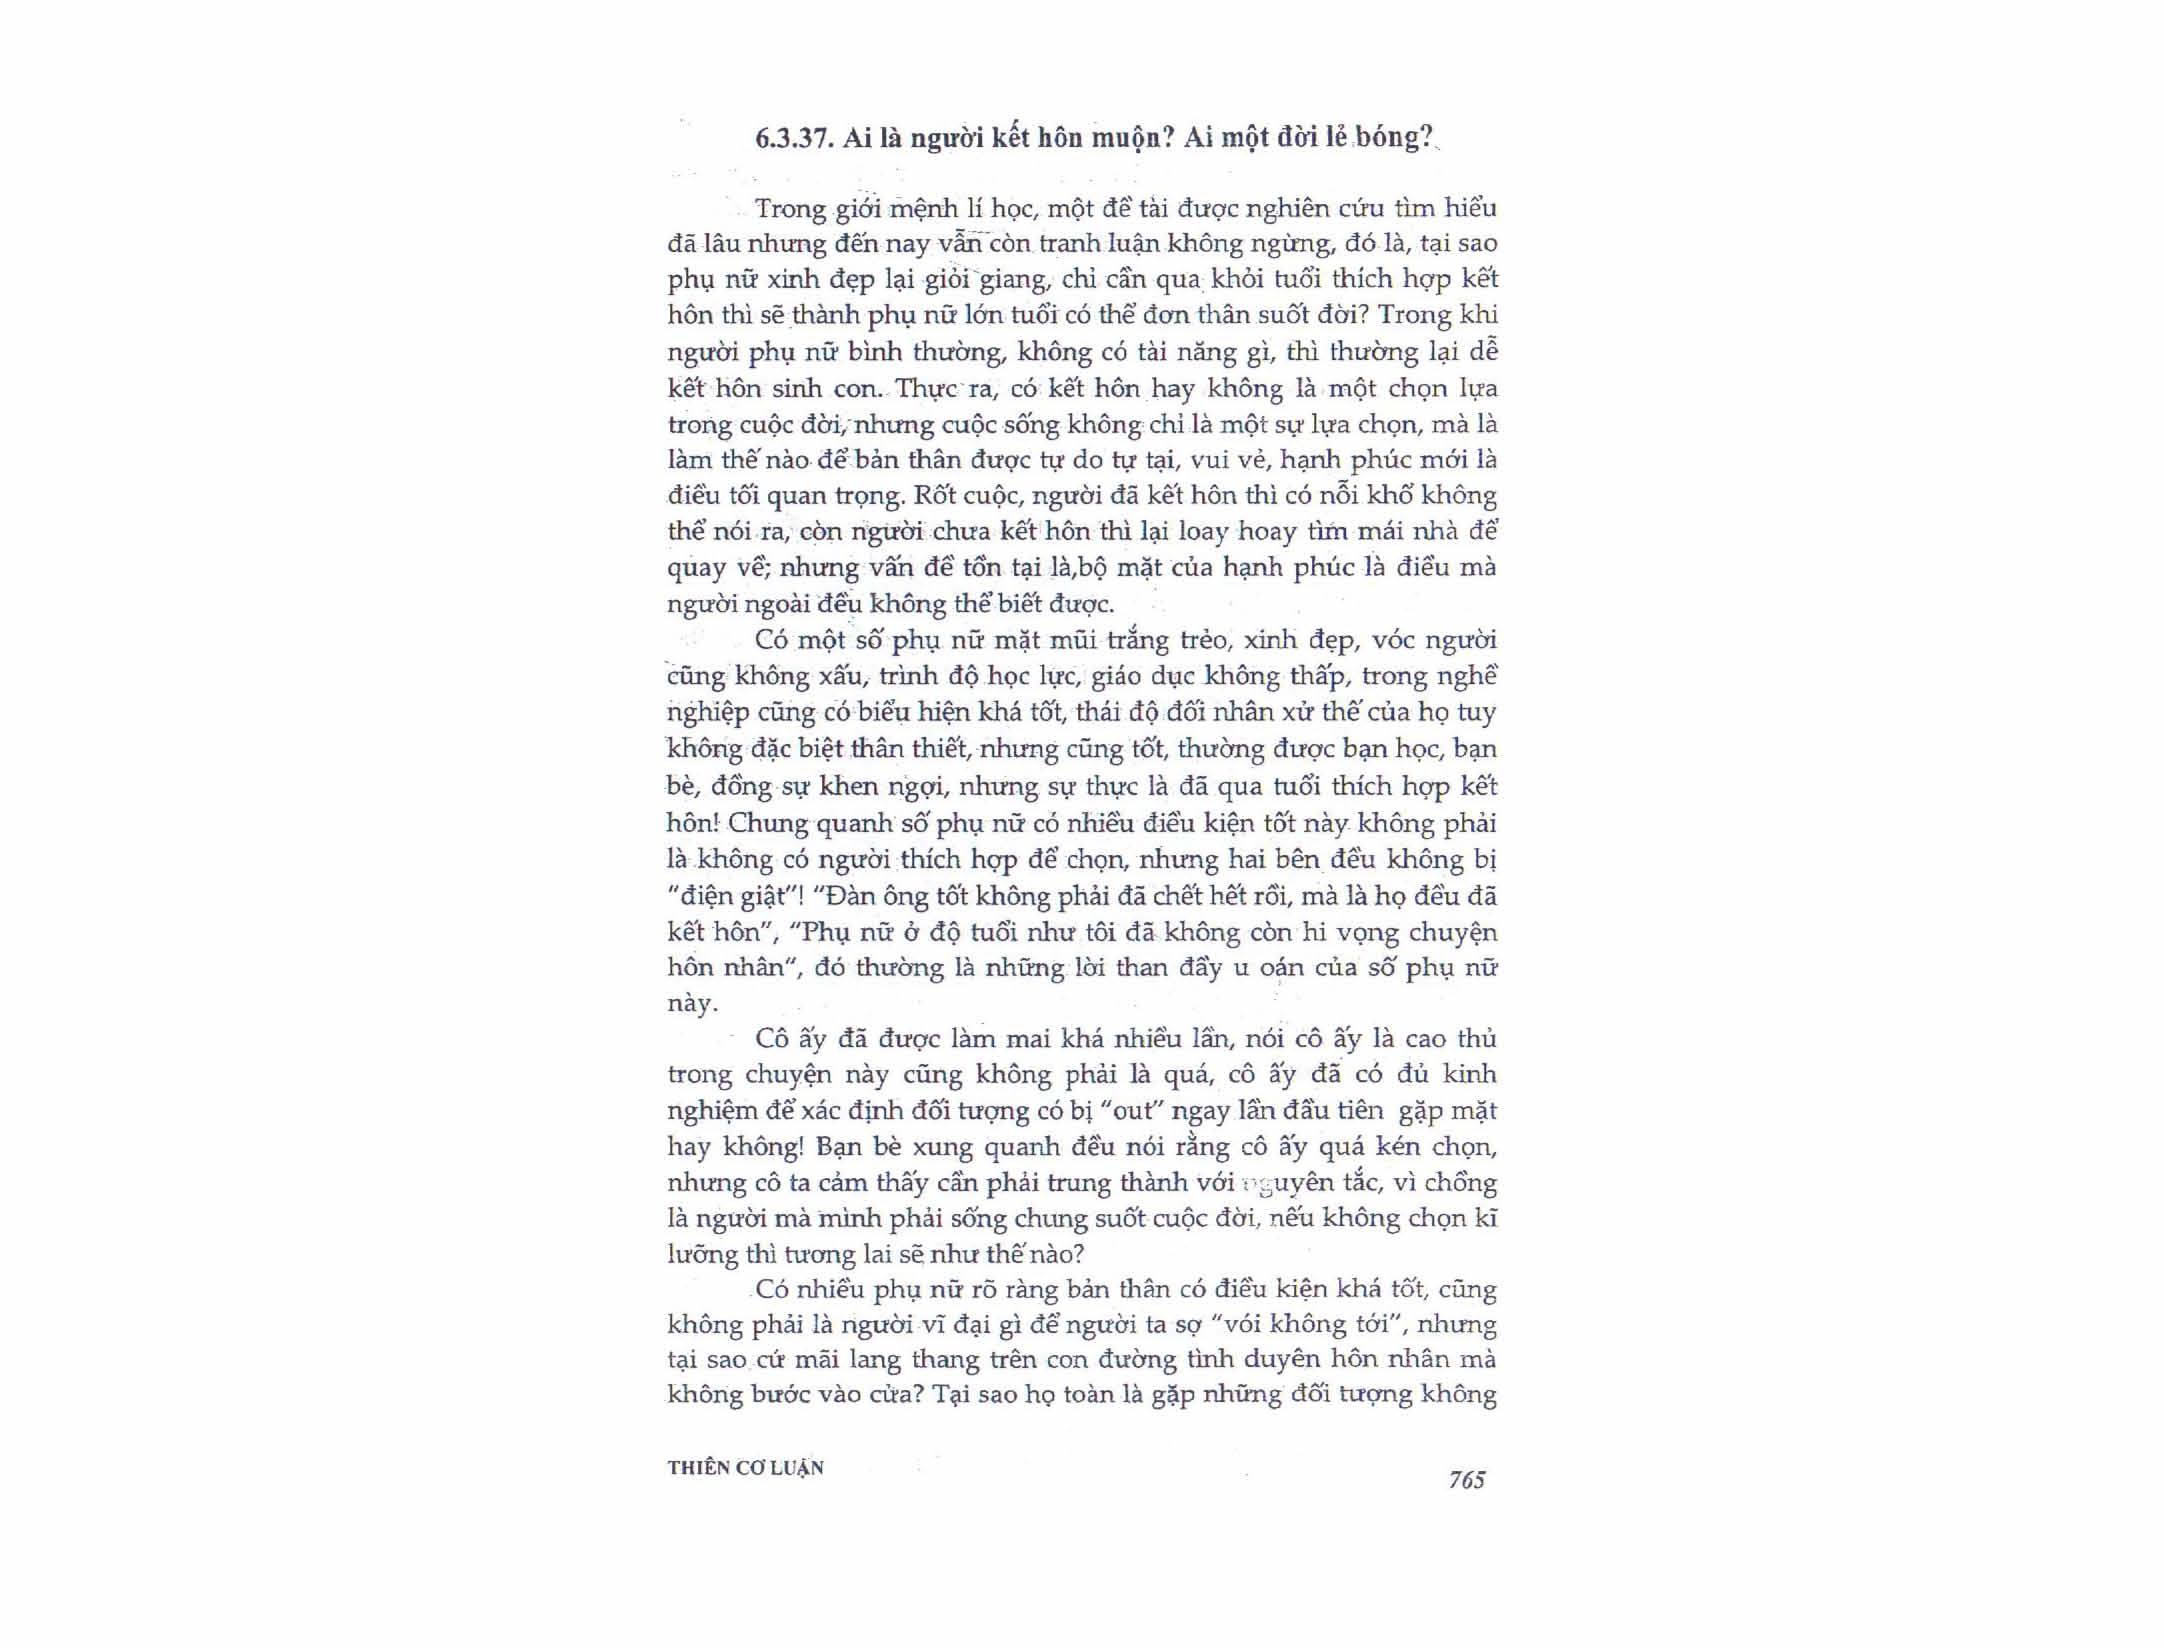 6.3.37. Ai là người kết hôn muộn? Ai một đời lẻ bóng?
Trong giới mệnh lí học, một đề tài được nghiên cứu tìm hiểu
đã lâu nhưng đến nay vẫn còn tranh luận không ngừng, đó là, tại sao
phụ nữ xinh đẹp lại giỏi giang, chỉ cần qua khỏi tuổi thích hợp kết
hôn thì sẽ thành phụ nữ lớn tuổi có thể đơn thân suốt đời? Trong khi
người phụ nữ bình thường, không có tài năng gì, thì thường lại dễ
kết hôn sinh con. Thực ra, có kết hôn hay không là một chọn lựa
trong cuộc đời, nhưng cuộc sống không chỉ là một sự lựa chọn, mà là
làm thế nào để bản thân được tự do tự tại, vui vẻ, hạnh phúc mới là
điều tối quan trọng. Rốt cuộc, người đã kết hôn thì có nỗi khổ không
thể nói ra, còn người chưa kết hôn thì lại loay hoay tìm mái nhà để
quay về; nhưng vấn đề tồn tại là,bộ mặt của hạnh phúc là điều mà
người ngoài đều không thể biết được.
Có một số phụ nữ mặt mũi trắng trẻo, xinh đẹp, vóc người
cũng không xấu, trình độ học lực, giáo dục không thấp, trong nghề
nghiệp cũng có biểu hiện khá tốt, thái độ đối nhân xử thế của họ tuy
không đặc biệt thân thiết, nhưng cũng tốt, thường được bạn học, bạn
bè, đồng sự khen ngợi, nhưng sự thực là đã qua tuổi thích hợp kết
hôn! Chung quanh số phụ nữ có nhiều điều kiện tốt này không phải
là không có người thích hợp để chọn, nhưng hai bên đều không bị
"điện giật"! "Đàn ông tốt không phải đã chết hết rồi, mà là họ đều đã
kết hôn", "Phụ nữ ở độ tuổi như tôi đã không còn hi vọng chuyện
hôn nhân", đó thường là những lời than đầy u oán của số phụ nữ
này.
Cô ấy đã được làm mai khá nhiều lần, nói cô ấy là cao thủ
trong chuyện này cũng không phải là quá, cô ấy đã có đủ kinh
nghiệm để xác định đối tượng có bị "out" ngay lần đầu tiên gặp mặt
hay không! Bạn bè xung quanh đều nói rằng cô ấy quá kén chọn,
nhưng cô ta cảm thấy cần phải trung thành với nguyên tắc, vì chồng
là người mà mình phải sống chung suốt cuộc đời, nếu không chọn kĩ
lưỡng thì tương lai sẽ như thế nào?
Có nhiều phụ nữ rõ ràng bản thân có điều kiện khá tốt, cũng
không phải là người vĩ đại gì để người ta sợ "vói không tới", nhưng
tại sao cứ mãi lang thang trên con đường tình duyên hôn nhân mà
không bước vào cửa? Tại sao họ toàn là gặp những đối tượng không
THIÊN CƠ LUẬN
765